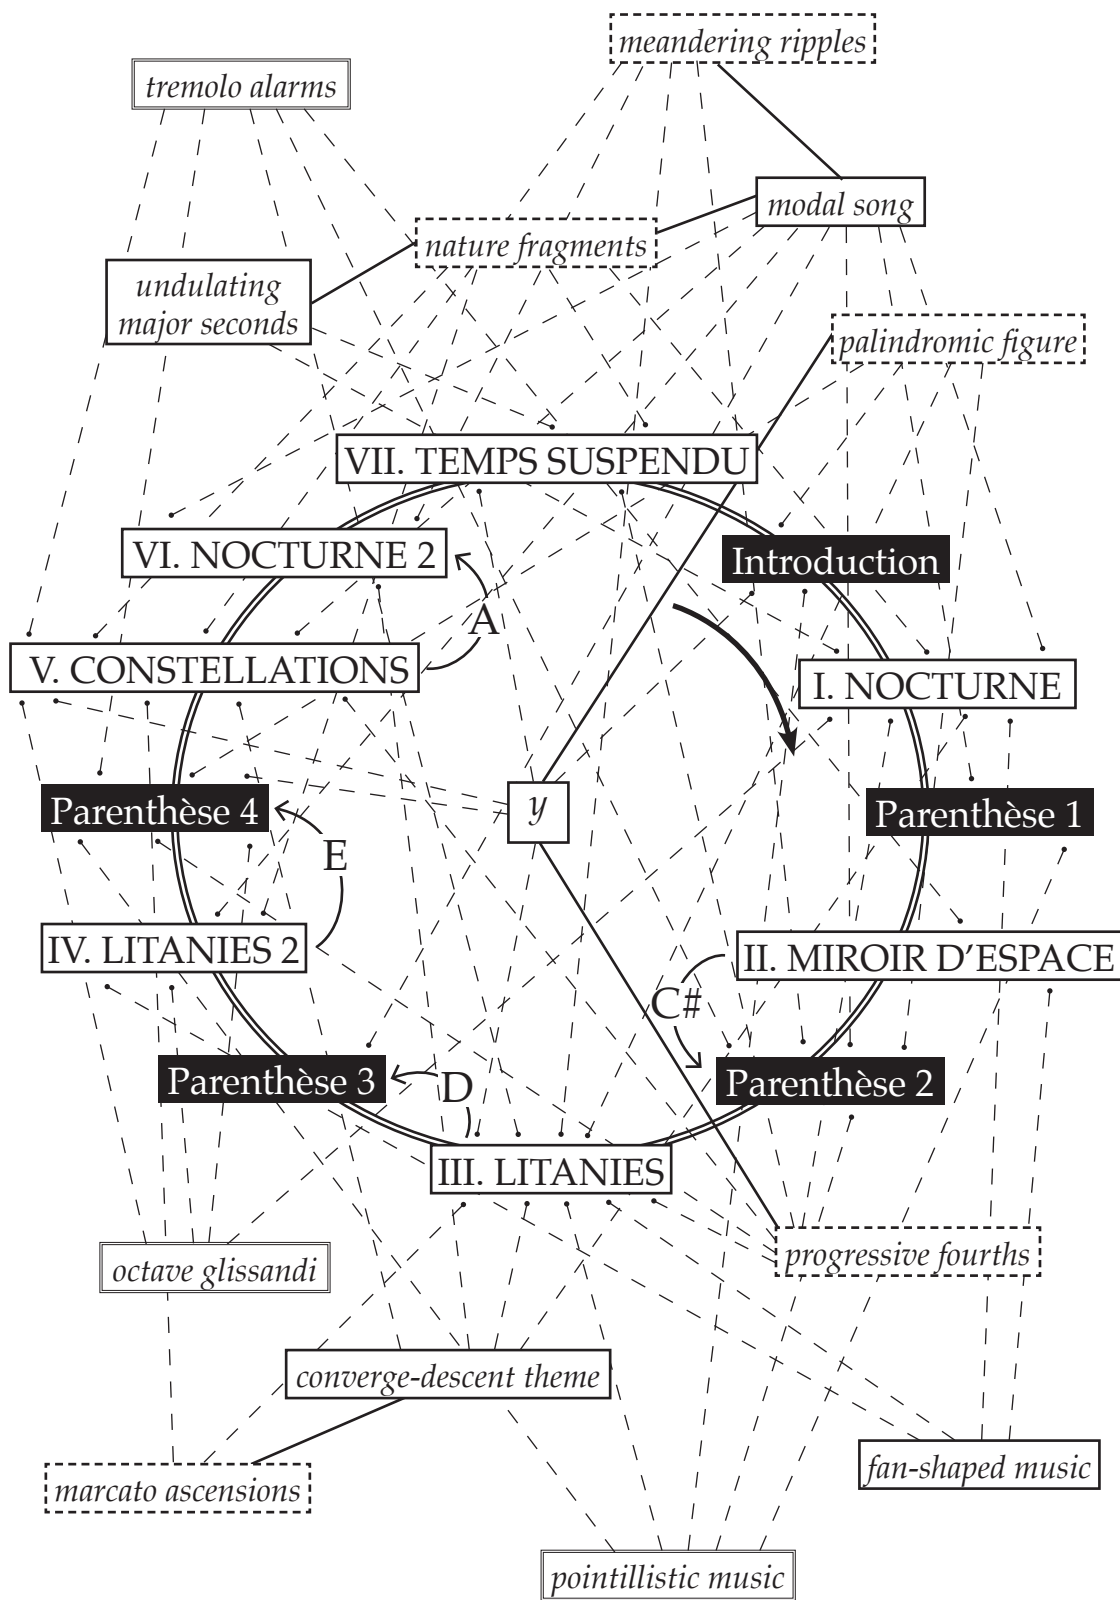 meandering ripples
tremolo alarms
modal song
nature fragments
undulating
major seconds
palindromic figure
VII. TEMPS SUSPENDU
VI. NOCTURNE 2
Introduction
A
V. CONSTELLATIONS
I. NOCTURNE
y
Parenthèse 4
Parenthèse 1
E
IV. LITANIES 2
II. MIROIR D'ESPACE
C#
Parenthèse 3
D
Parenthèse 2
III. LITANIES
octave glissandi
progressive fourths
converge-descent theme
fan-shaped music
marcato ascensions
pointillistic music